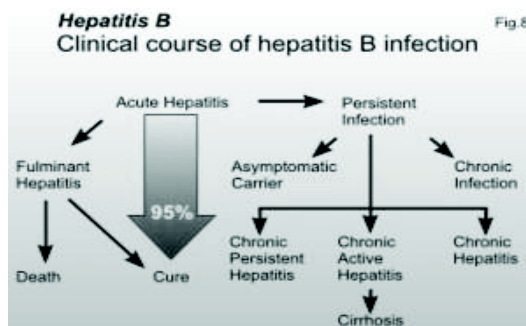 Hepatitis B
Fig.8
Clinical course of hepatitis B infection
Acute Hepatitis
Persistent
Infection
Fulminant
Hepatitis
Asymptomatic
Carrier
Chronic
Infection
95%
Death
Cure
Chronic
Persistent
Hepatitis
Chronic
Active
Hepatitis
Chronic
Hepatitis
Cirrhosis